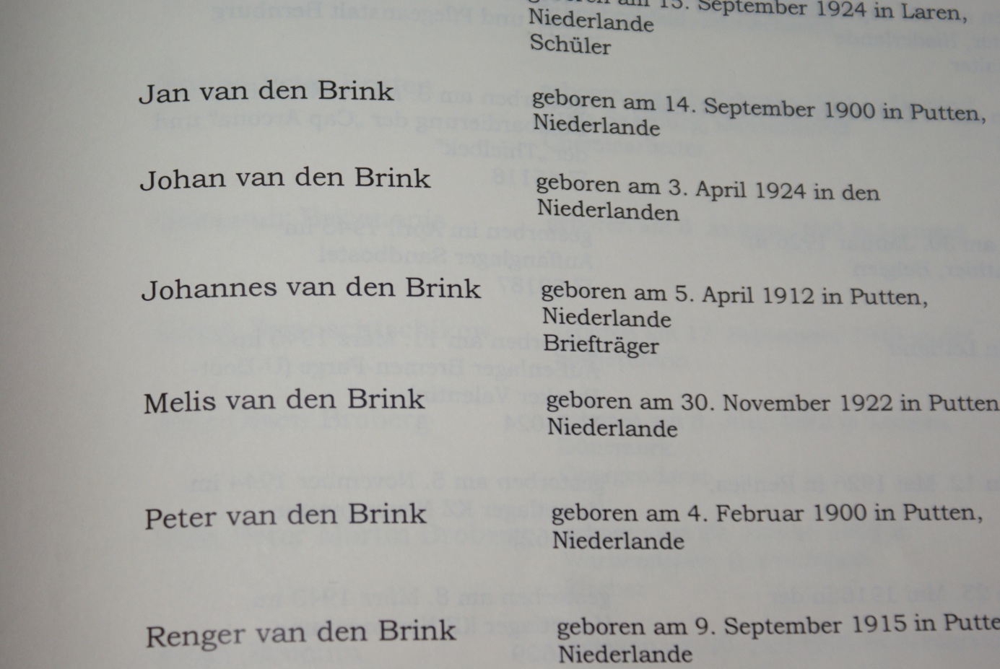 am 15. September 1924 in Laren,
Niederlande
Schüler
Jan van den Brink
geboren am 14. September 1900 in Putten,
Niederlande
Johan van den Brink
geboren am 3. April 1924 in den
Niederlanden
Johannes van den Brink
geboren am 5. April 1912 in Putten,
Niederlande
Briefträger
Melis van den Brink
geboren am 30. November 1922 in Putten
Niederlande
Peter van den Brink
geboren am 4. Februar 1900 in Putten,
Niederlande
Renger van den Brink
geboren am 9. September 1915 in Putte
Niederlande